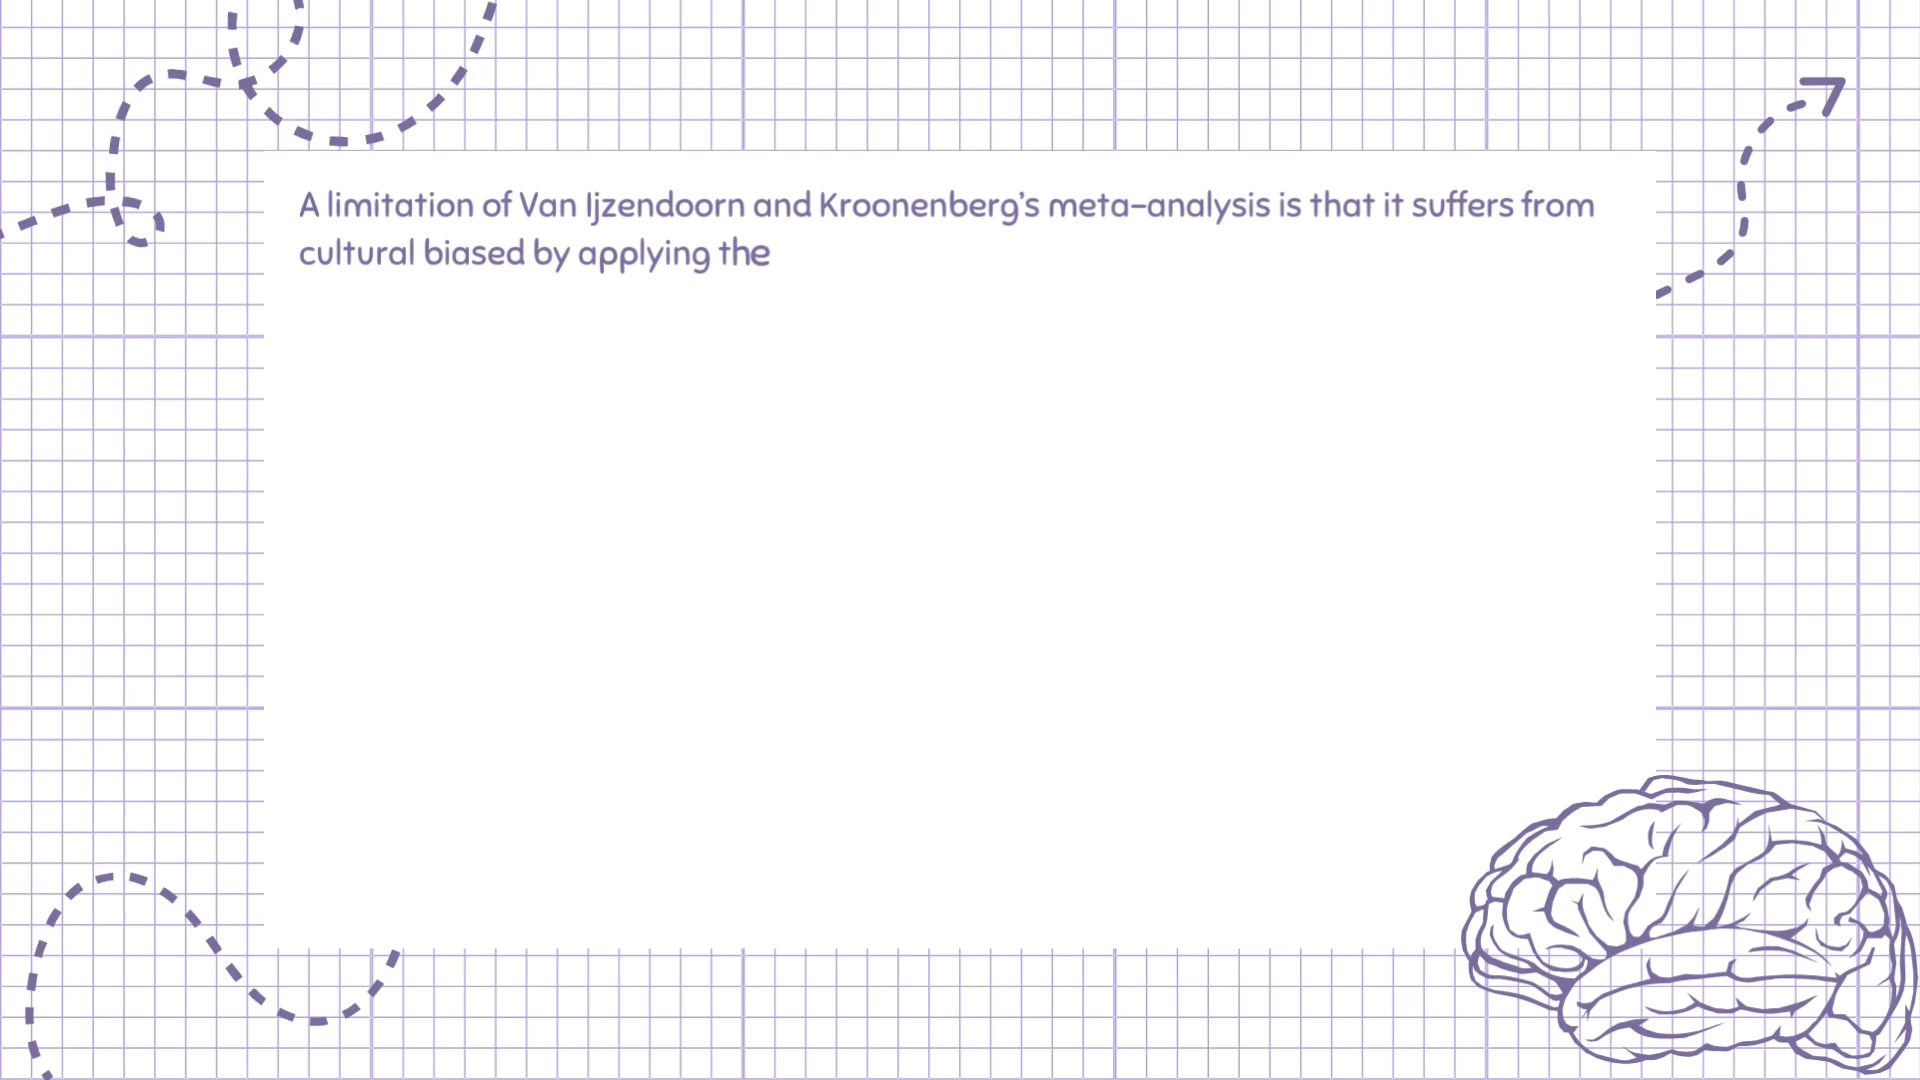 A limitation of Van Ijzendoorn and Kroonenberg’s meta-analysis is that it suffers from
cultural biased by applying the